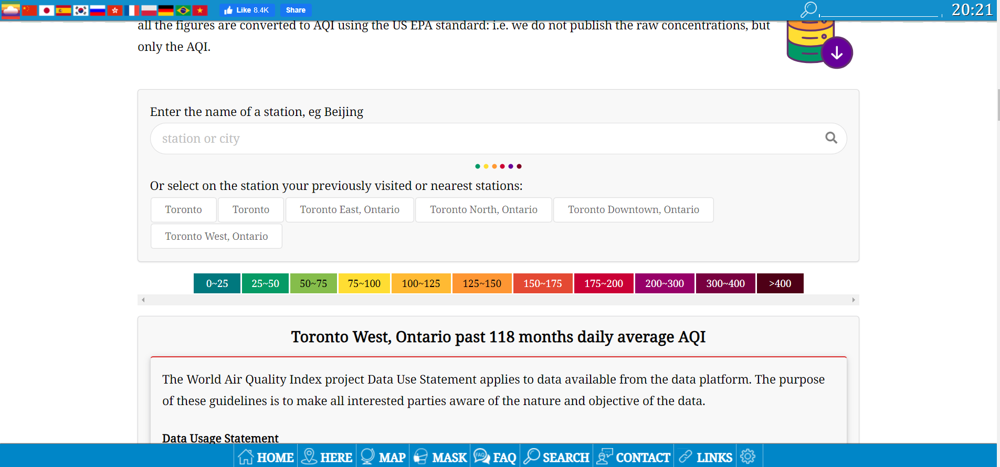 Like 8.4K
Share
20:21
all the figures are converted to AQI using the US EPA standard: i.e. we do not publish the raw concentrations, but
only the AQI.
Enter the name of a station, eg Beijing
station or city
Or select on the station your previously visited or nearest stations:
Toronto Toronto Toronto East, Ontario Toronto North, Ontario Toronto Downtown, Ontario
Toronto West, Ontario
0~25 25~50 50~75 75~100 100~125 125~150 150~175 175~200 200~300 300~400 >400
Toronto West, Ontario past 118 months daily average AQI
The World Air Quality Index project Data Use Statement applies to data available from the data platform. The purpose
of these guidelines is to make all interested parties aware of the nature and objective of the data.
Data Usage Statement
HOME HERE MAP MASK FAQ FAQ SEARCH CONTACT LINKS